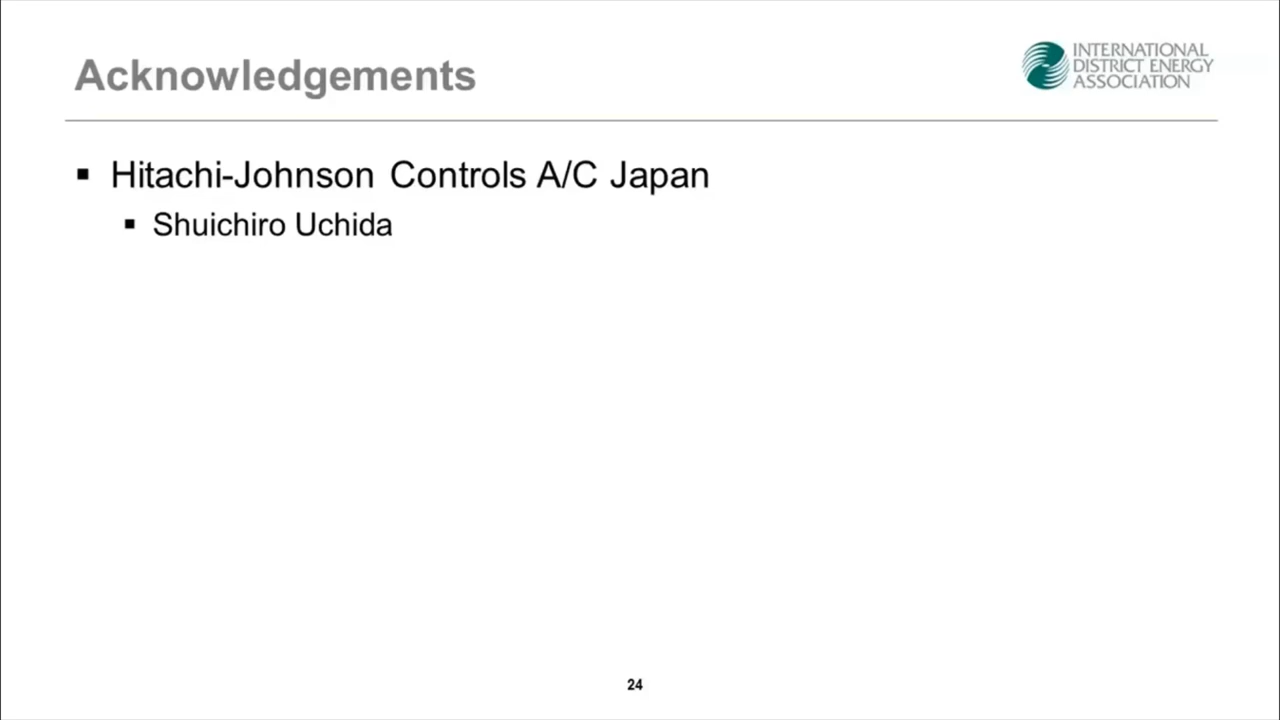 Acknowledgements
INTERNATIONAL
DISTRICT ENERGY
ASSOCIATION
▪ Hitachi-Johnson Controls A/C Japan
▪ Shuichiro Uchida
24